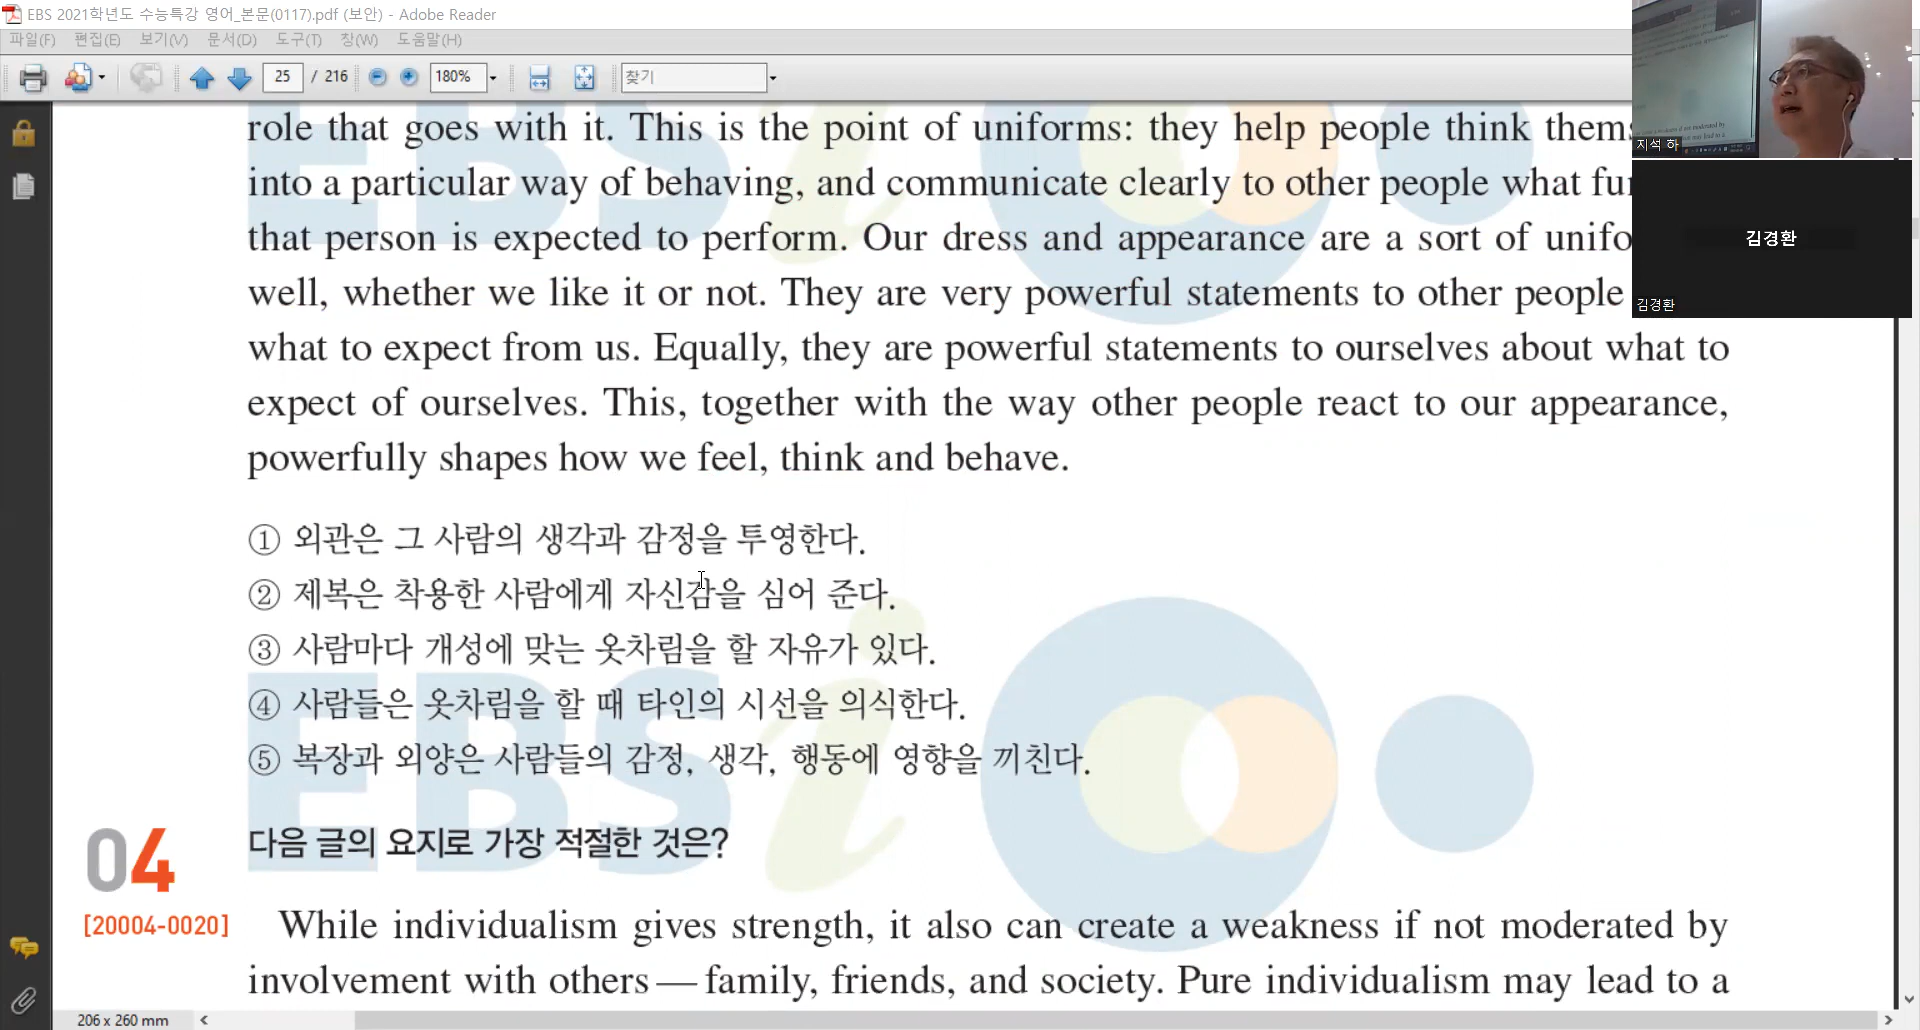 EBS 2021학년도 수능특강 영어_본문(0117).pdf (보안) - Adobe Reader
파일(F) 편집(E) 보기(V) 문서(D) 도구(T) 창(W) 도움말(H)
25 / 216 180% 찾기
role that goes with it. This is the point of uniforms: they help people think them
into a particular way of behaving, and communicate clearly to other people what fu
that person is expected to perform. Our dress and appearance are a sort of unifo
well, whether we like it or not. They are very powerful statements to other people
what to expect from us. Equally, they are powerful statements to ourselves about what to
expect of ourselves. This, together with the way other people react to our appearance,
powerfully shapes how we feel, think and behave.
① 외관은 그 사람의 생각과 감정을 투영한다.
② 제복은 착용한 사람에게 자신감을 심어 준다.
③ 사람마다 개성에 맞는 옷차림을 할 자유가 있다.
④ 사람들은 옷차림을 할 때 타인의 시선을 의식한다.
⑤ 복장과 외양은 사람들의 감정, 생각, 행동에 영향을 끼친다.
04 다음 글의 요지로 가장 적절한 것은?
[20004-0020]
While individualism gives strength, it also can create a weakness if not moderated by
involvement with others — family, friends, and society. Pure individualism may lead to a
206 x 260 mm
지석 하
김경환
김경환
EBSi
EBSi